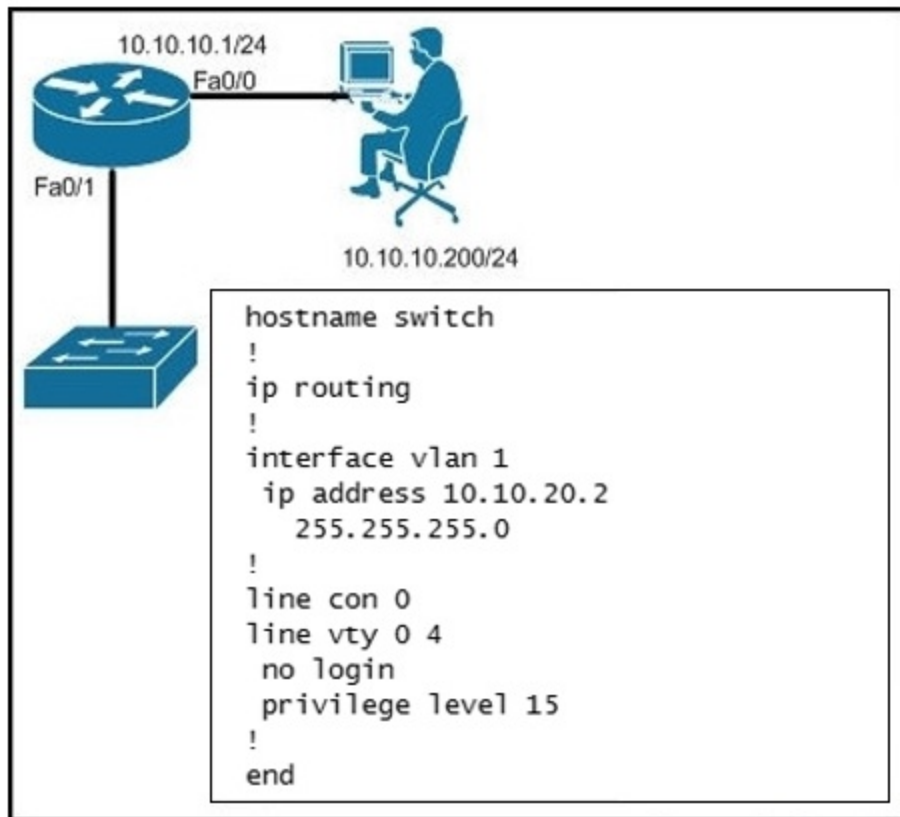 10.10.10.1/24
Fa0/0
Fa0/1
10.10.10.200/24
hostname switch
!
ip routing
!
interface vlan 1
ip address 10.10.20.2
255.255.255.0
!
line con 0
line vty 0 4
no login
privilege level 15
!
end